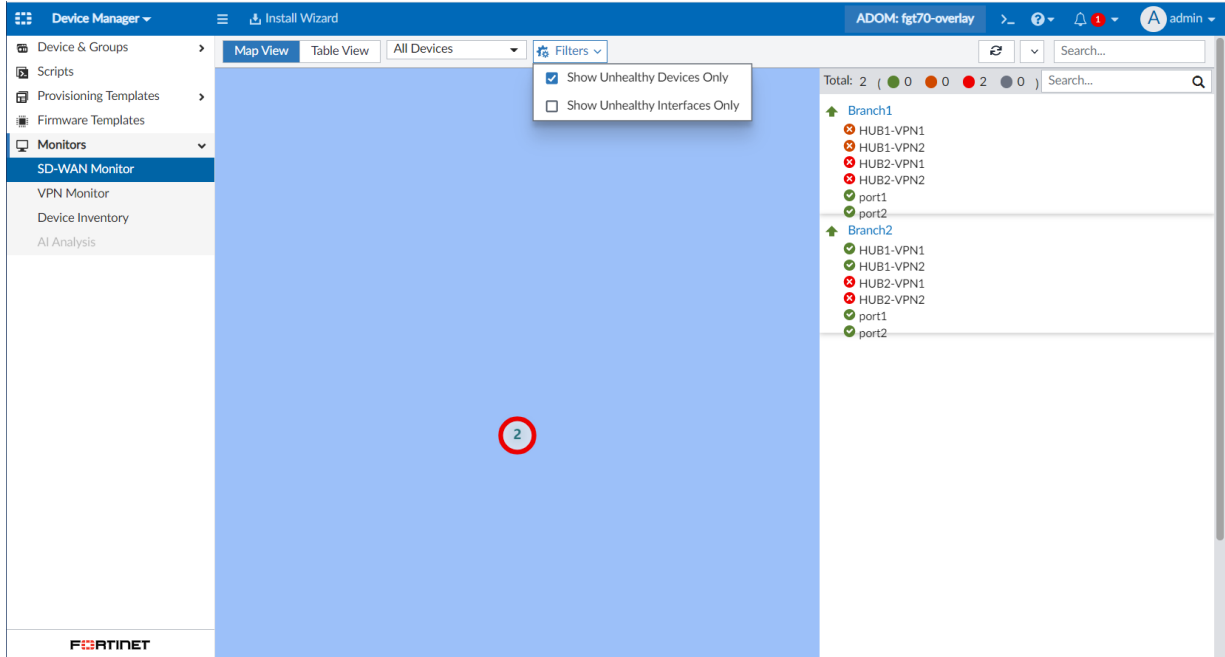 Device Manager
Install Wizard
ADOM: fgt70-overlay
>_
?
1
A admin
Device & Groups
Scripts
Provisioning Templates
Firmware Templates
Monitors
SD-WAN Monitor
VPN Monitor
Device Inventory
AI Analysis
FORTINET
Map View Table View All Devices Filters Search...
Show Unhealthy Devices Only
Show Unhealthy Interfaces Only
2
Total: 2 ( 0 0 2 0 ) Search...
Branch1
HUB1-VPN1
HUB1-VPN2
HUB2-VPN1
HUB2-VPN2
port1
port2
Branch2
HUB1-VPN1
HUB1-VPN2
HUB2-VPN1
HUB2-VPN2
port1
port2